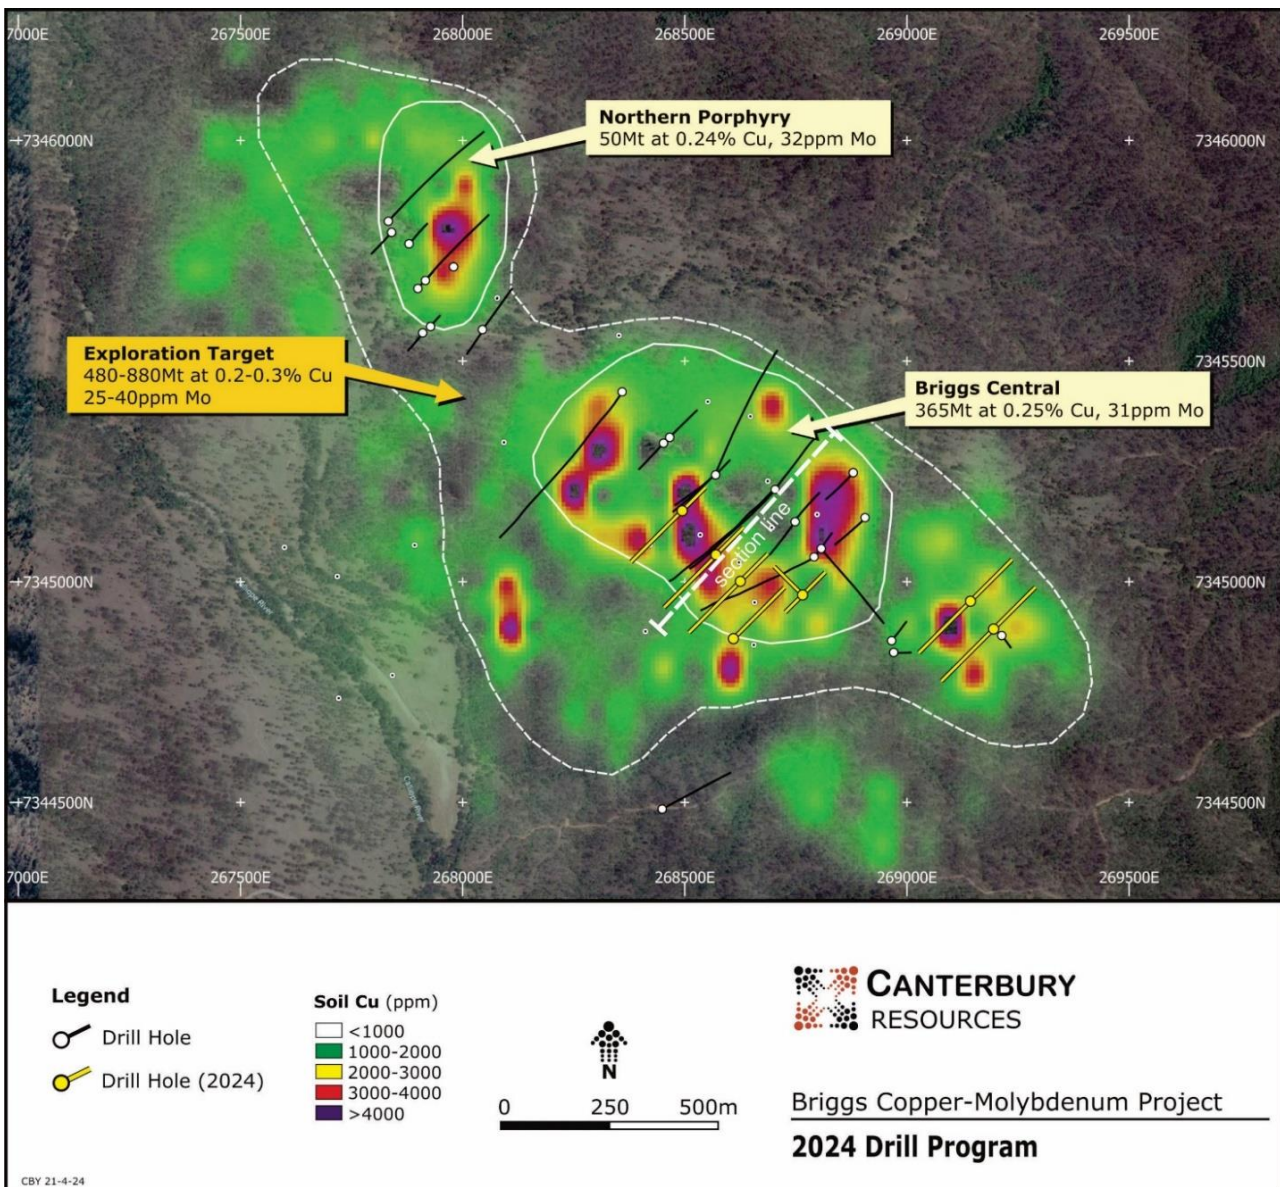 7000E 267500E 268000E 268500E 269000E 269500E
Northern Porphyry
50Mt at 0.24% Cu, 32ppm Mo
7346000N 7346000N
Exploration Target
480-880Mt at 0.2-0.3% Cu
25-40ppm Mo
7345500N 7345500N
Briggs Central
365Mt at 0.25% Cu, 31ppm Mo
section line
7345000N 7345000N
River
7344500N 7344500N
7000E 267500E 268000E 268500E 269000E 269500E
Legend
Drill Hole
Drill Hole (2024)
Soil Cu (ppm)
<1000
1000-2000
2000-3000
3000-4000
>4000
N
0 250 500m
CANTERBURY
RESOURCES
Briggs Copper-Molybdenum Project
2024 Drill Program
CBY 21-4-24